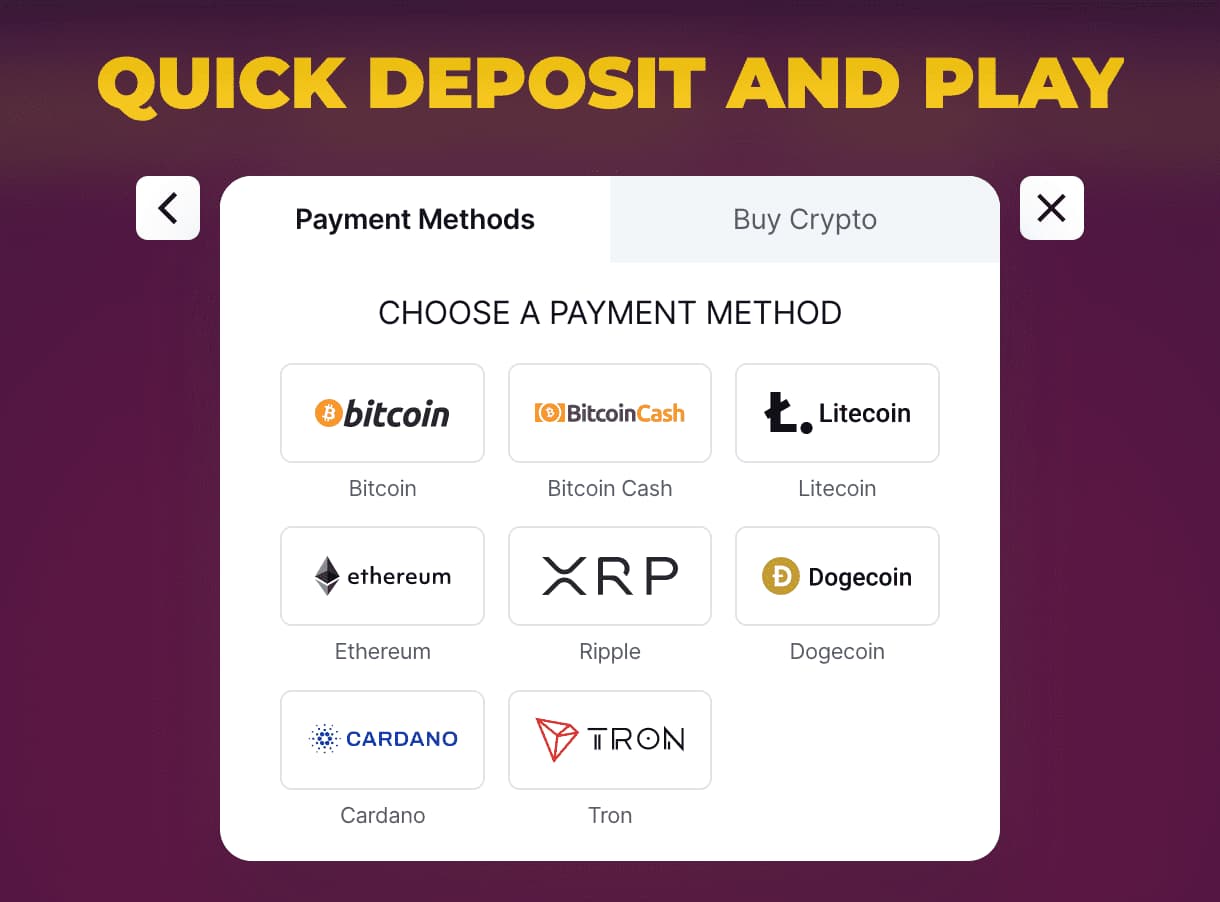 QUICK DEPOSIT AND PLAY
Payment Methods
Buy Crypto
CHOOSE A PAYMENT METHOD
bitcoin
BitcoinCash
Litecoin
Bitcoin
Bitcoin Cash
Litecoin
ethereum
XRP
Dogecoin
Ethereum
Ripple
Dogecoin
CARDANO
TRON
Cardano
Tron